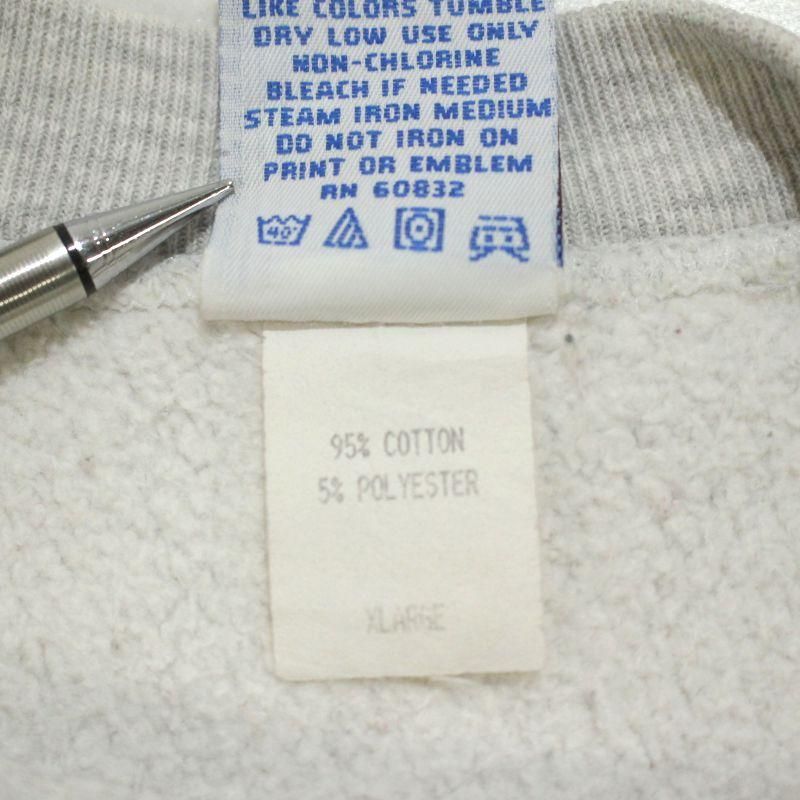 LIKE COLORS TUMBLE
DRY LOW USE ONLY
NON-CHLORINE
BLEACH IF NEEDED
STEAM IRON MEDIUM
DO NOT IRON ON
PRINT OR EMBLEM
RN 60832
40°
95% COTTON
5% POLYESTER
XLARGE